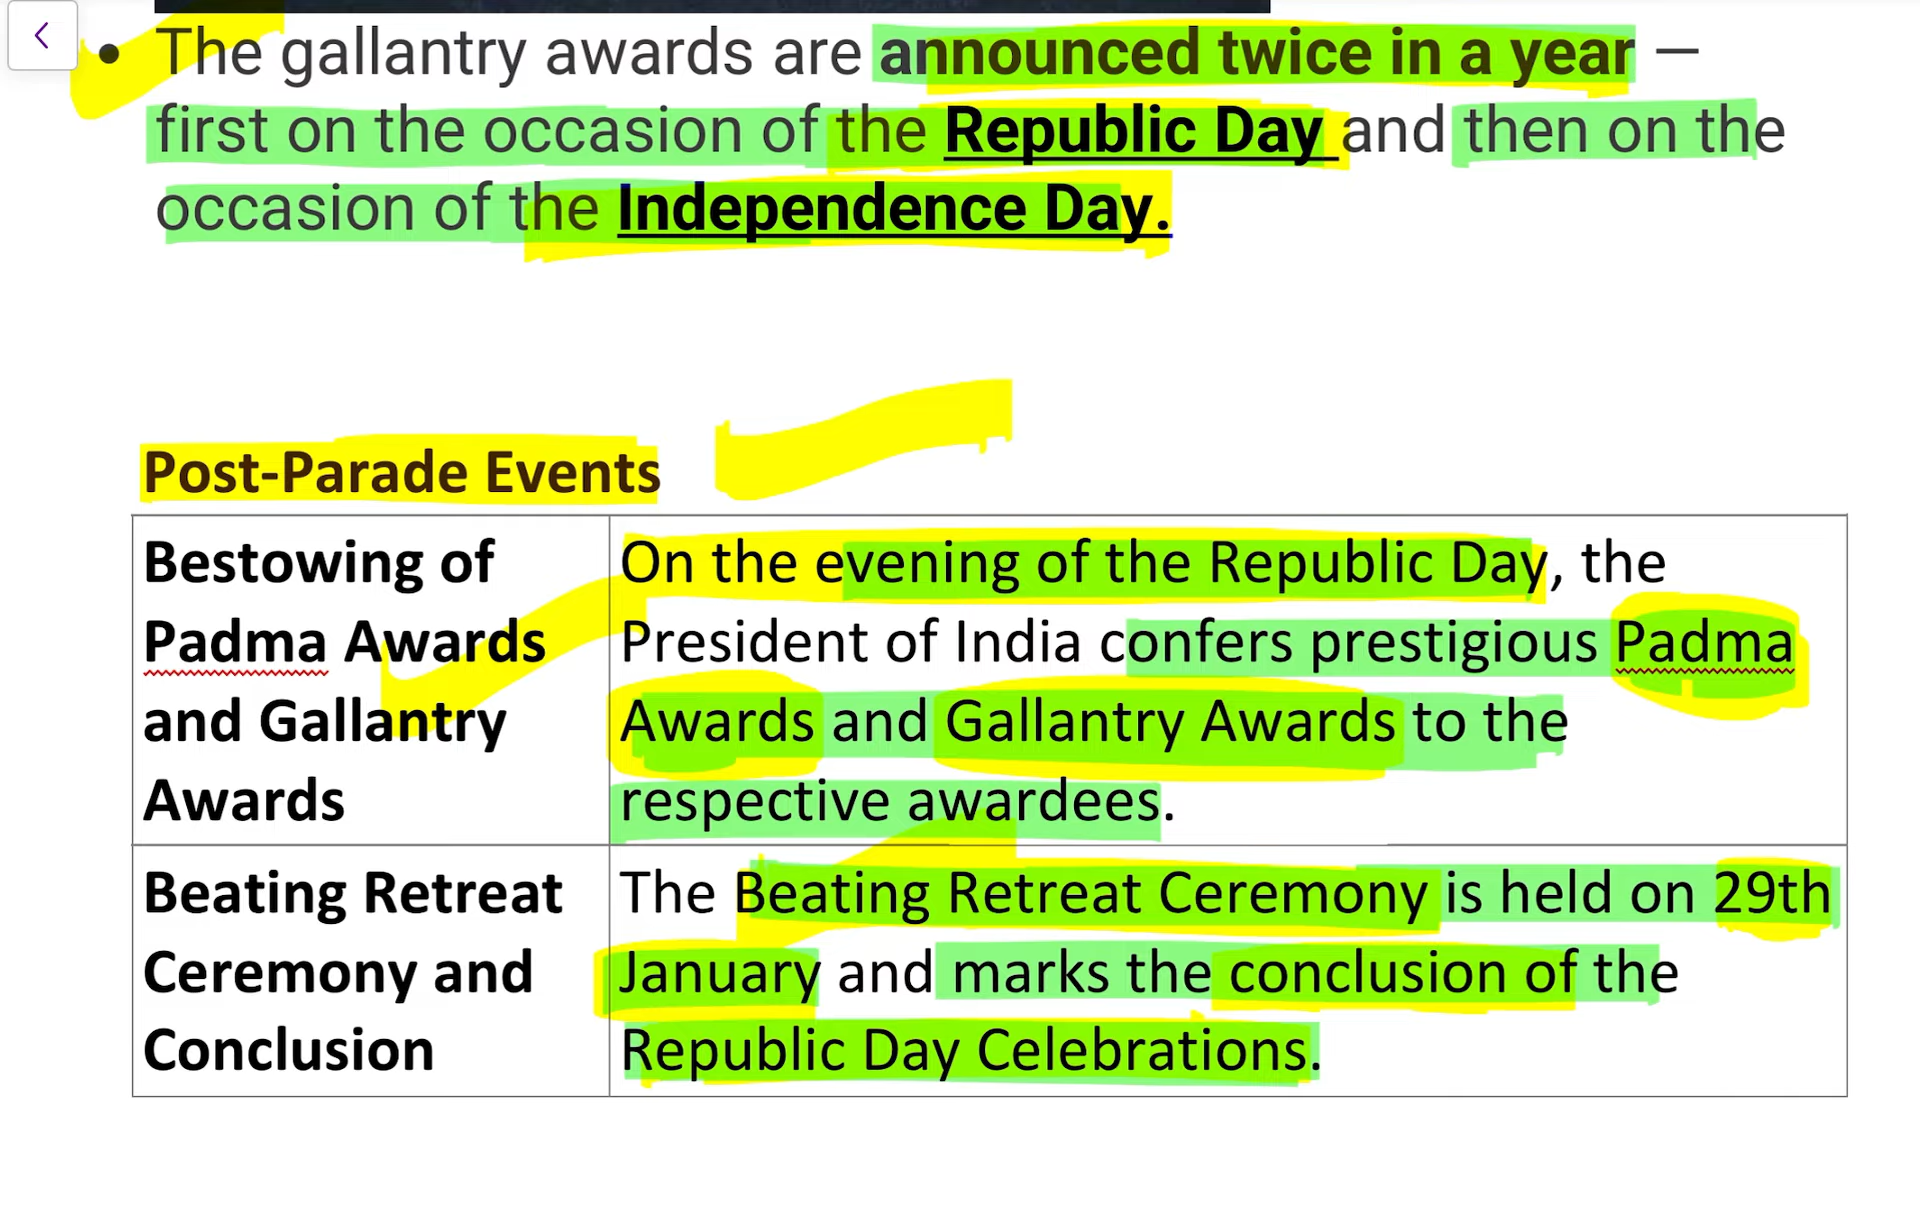 • The gallantry awards are announced twice in a year —
first on the occasion of the Republic Day and then on the
occasion of the Independence Day.
Post-Parade Events
Bestowing of
Padma Awards
and Gallantry
Awards
On the evening of the Republic Day, the
President of India confers prestigious Padma
Awards and Gallantry Awards to the
respective awardees.
Beating Retreat
Ceremony and
Conclusion
The Beating Retreat Ceremony is held on 29th
January and marks the conclusion of the
Republic Day Celebrations.